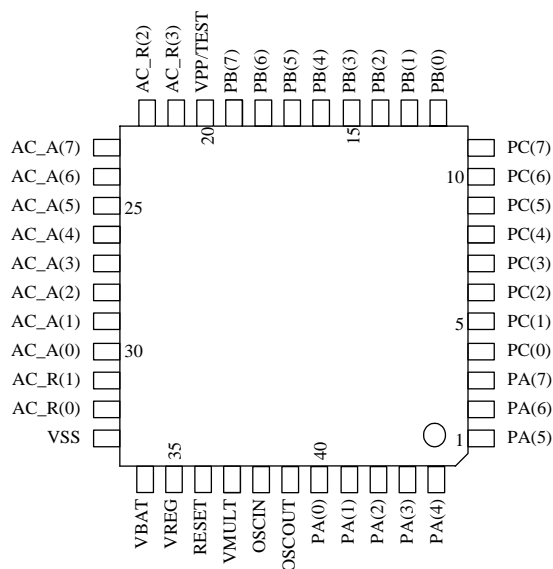 AC_R(2)
AC_R(3)
VPP/TEST
PB(7)
PB(6)
PB(5)
PB(4)
PB(3)
PB(2)
PB(1)
PB(0)
20
15
AC_A(7)
AC_A(6)
AC_A(5)
AC_A(4)
AC_A(3)
AC_A(2)
AC_A(1)
AC_A(0)
AC_R(1)
AC_R(0)
VSS
25
30
10
5
1
PC(7)
PC(6)
PC(5)
PC(4)
PC(3)
PC(2)
PC(1)
PC(0)
PA(7)
PA(6)
PA(5)
35
40
VBAT
VREG
RESET
VMULT
OSCIN
OSCOUT
PA(0)
PA(1)
PA(2)
PA(3)
PA(4)